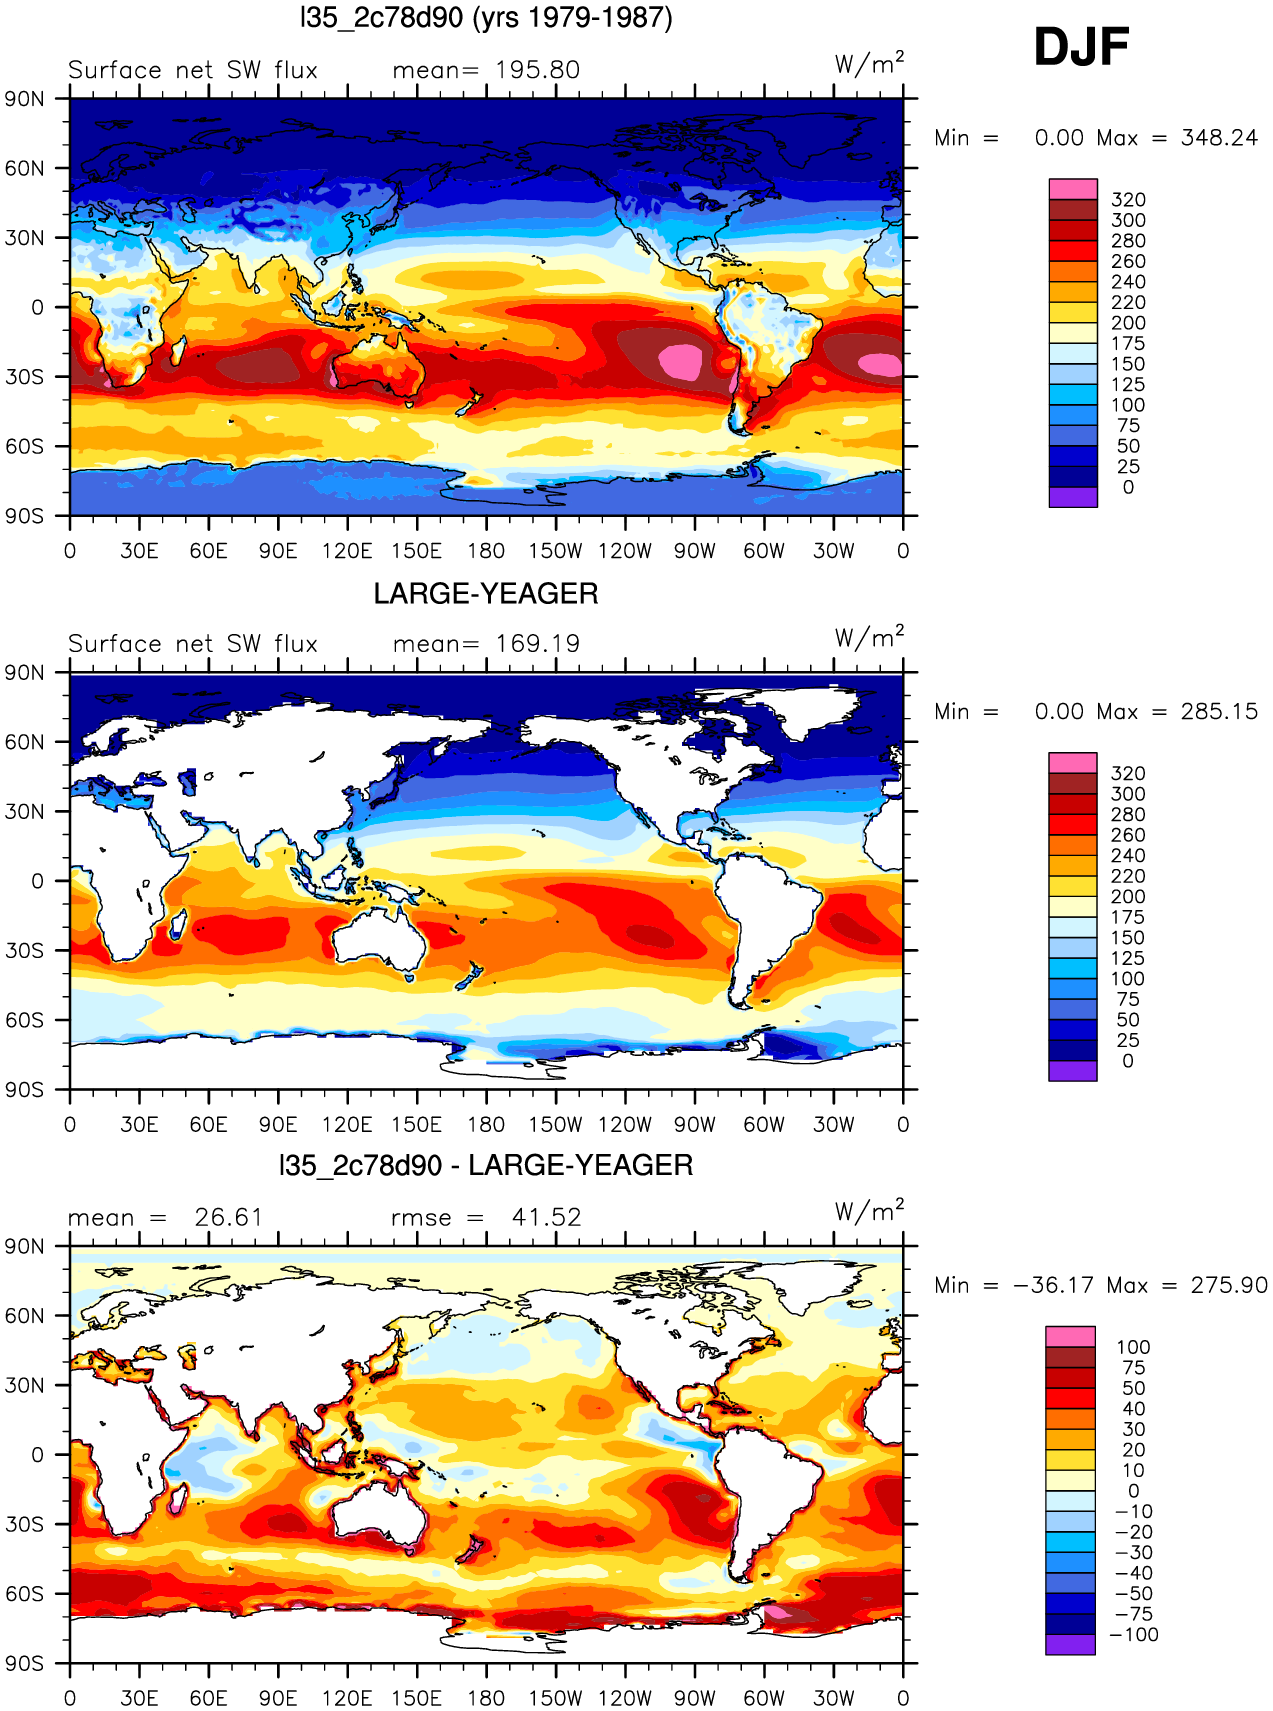 l35_2c78d90 (yrs 1979-1987)
DJF
Surface net SW flux mean= 195.80 W/m²
Min = 0.00 Max = 348.24
90N
60N
30N
0
30S
60S
90S
0 30E 60E 90E 120E 150E 180 150W 120W 90W 60W 30W 0
320
300
280
260
240
220
200
175
150
125
100
75
50
25
0
LARGE-YEAGER
Surface net SW flux mean= 169.19 W/m²
Min = 0.00 Max = 285.15
90N
60N
30N
0
30S
60S
90S
0 30E 60E 90E 120E 150E 180 150W 120W 90W 60W 30W 0
320
300
280
260
240
220
200
175
150
125
100
75
50
25
0
l35_2c78d90 - LARGE-YEAGER
mean = 26.61 rmse = 41.52 W/m²
Min = −36.17 Max = 275.90
90N
60N
30N
0
30S
60S
90S
0 30E 60E 90E 120E 150E 180 150W 120W 90W 60W 30W 0
100
75
50
40
30
20
10
0
−10
−20
−30
−40
−50
−75
−100